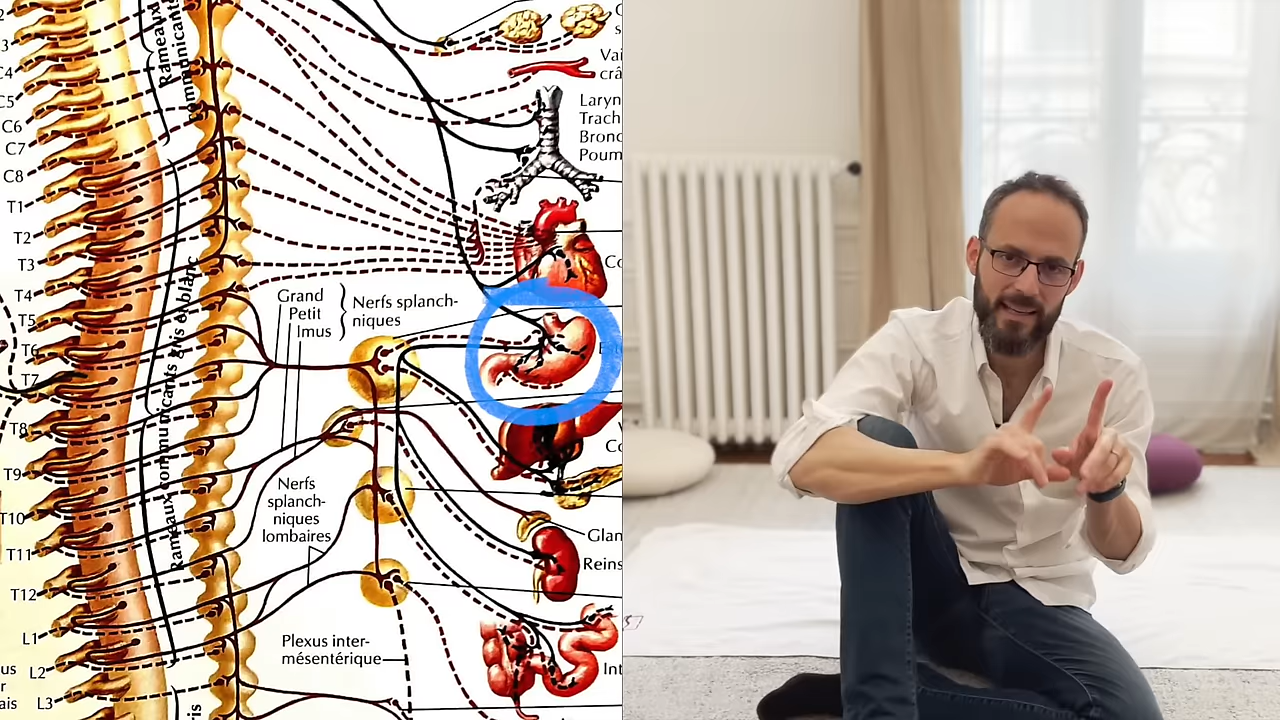 C4
C5
C6
C7
C8
T1
T2
T3
T4
T5
T6
T7
T8
T9
T10
T11
T12
L1
L2
L3
Rameaux
communicants
Rameaux communicants gris et blanc
Grand
Petit
Imus
Nerfs splanch-
niques
Nerfs
splanch-
niques
lombaires
Plexus inter-
mésentérique
Vai
crâ
Laryn
Trach
Bronc
Poum
Co
Co
Glan
Reins
Int